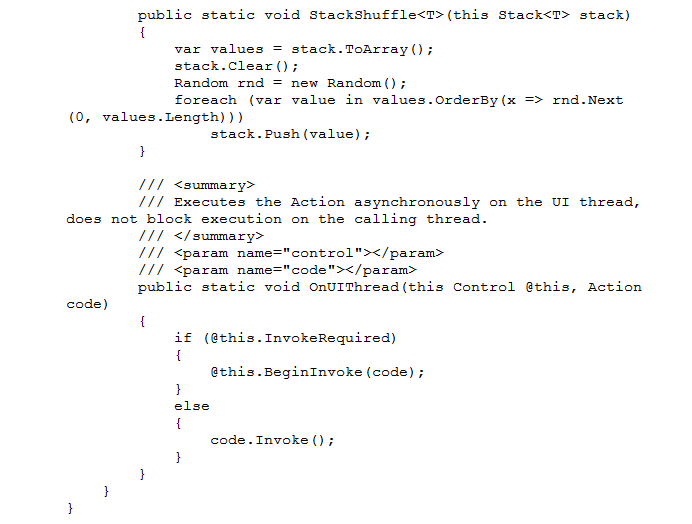 public static void StackShuffle<T>(this Stack<T> stack)
{
var values = stack.ToArray();
stack.Clear();
Random rnd = new Random();
foreach (var value in values.OrderBy(x => rnd.Next
(0, values.Length)))
stack.Push(value);
}
/// <summary>
/// Executes the Action asynchronously on the UI thread,
does not block execution on the calling thread.
/// </summary>
/// <param name="control"></param>
/// <param name="code"></param>
public static void OnUIThread(this Control @this, Action
code)
{
if (@this.InvokeRequired)
{
@this.BeginInvoke(code);
}
else
{
code.Invoke();
}
}
}
}